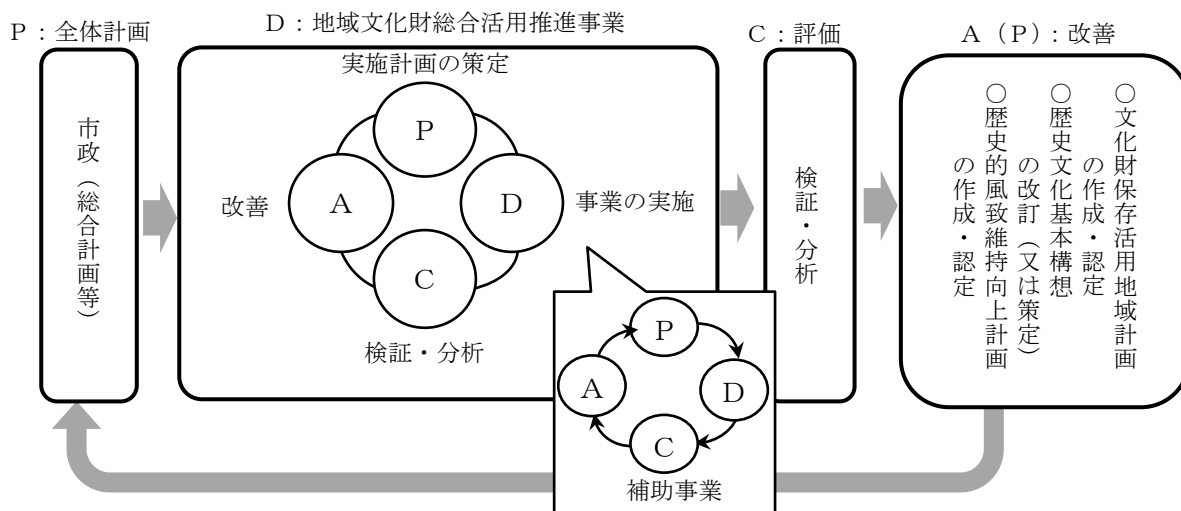 P：全体計画
市政（総合計画等）
D：地域文化財総合活用推進事業
実施計画の策定
P
A
D
C
改善
事業の実施
検証・分析
P
A
D
C
補助事業
C：評価
検証・分析
A（P）：改善
○文化財保存活用地域計画
の作成・認定
○歴史文化基本構想
の改訂（又は策定）
○歴史的風致維持向上計画
の作成・認定